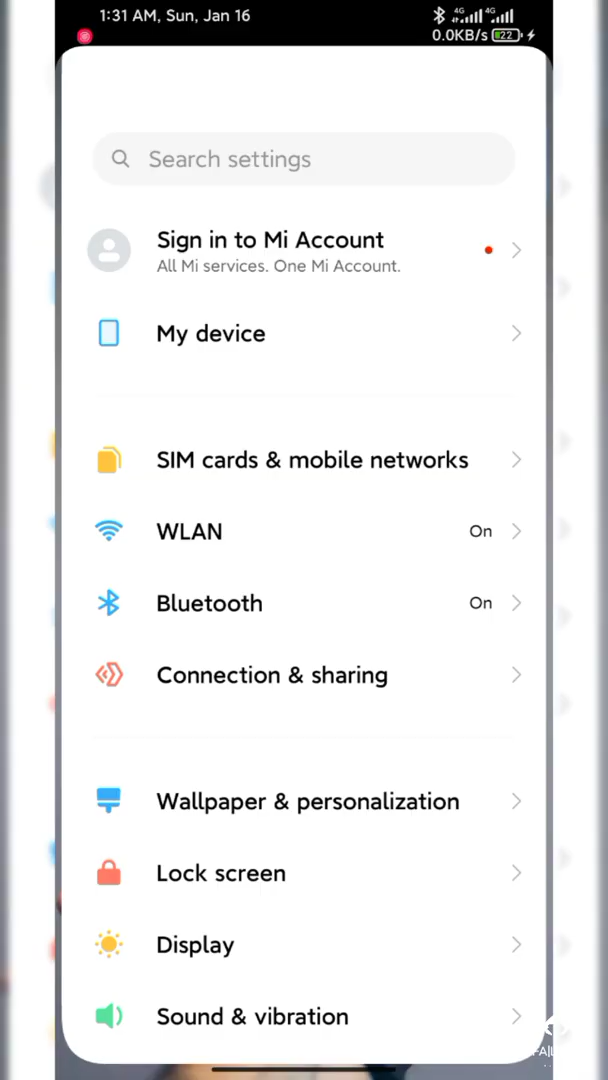 1:31 AM, Sun, Jan 16
4G 4G
0.0KB/s 22
Search settings
Sign in to Mi Account
All Mi services. One Mi Account.
My device
SIM cards & mobile networks
WLAN On
Bluetooth On
Connection & sharing
Wallpaper & personalization
Lock screen
Display
Sound & vibration